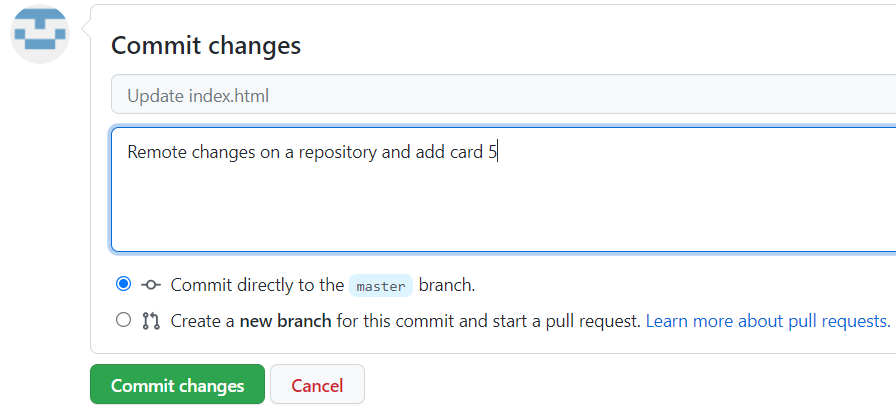 Commit changes
Update index.html
Remote changes on a repository and add card 5
Commit directly to the master branch.
Create a new branch for this commit and start a pull request. Learn more about pull requests.
Commit changes Cancel